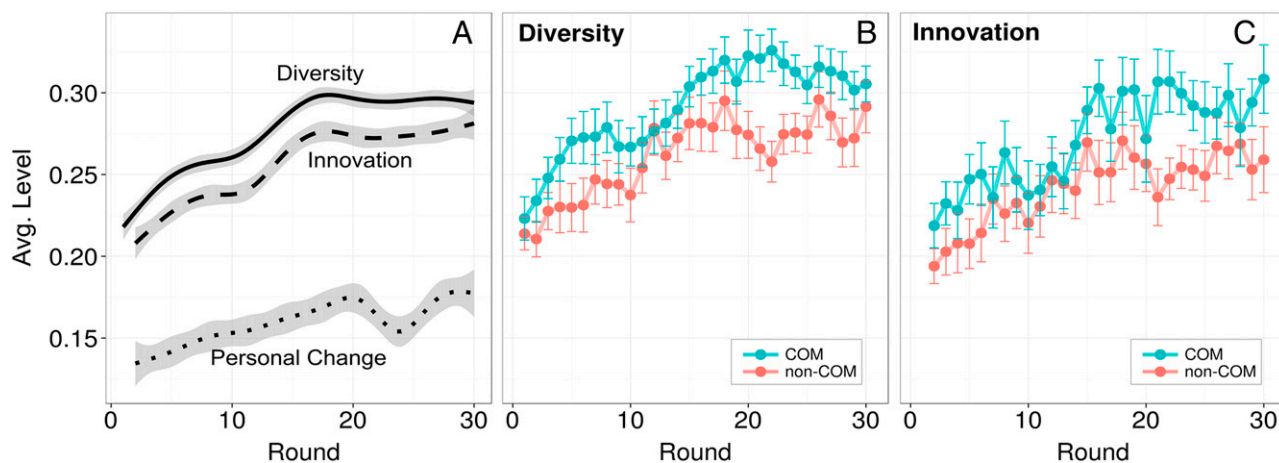 Avg. Level
0.30
0.25
0.20
0.15
A
Diversity
Innovation
Personal Change
0
10
20
30
Round
Diversity
B
COM
non-COM
0
10
20
30
Round
Innovation
C
COM
non-COM
0
10
20
30
Round